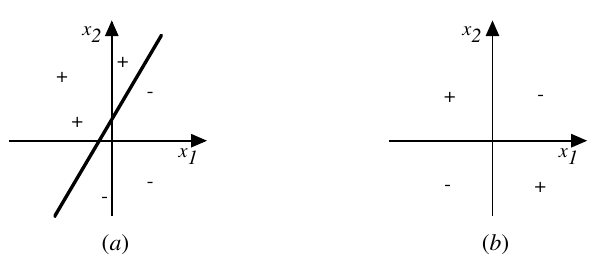 x2 x2
+ + -
+ + -
+
x1 x1
- - - +
(a) (b)